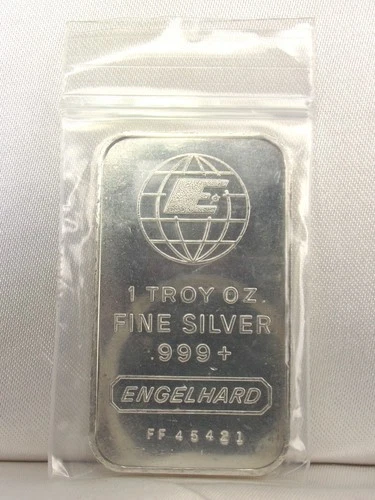 E
1 TROY OZ.
FINE SILVER
.999+
ENGELHARD
FF 45421